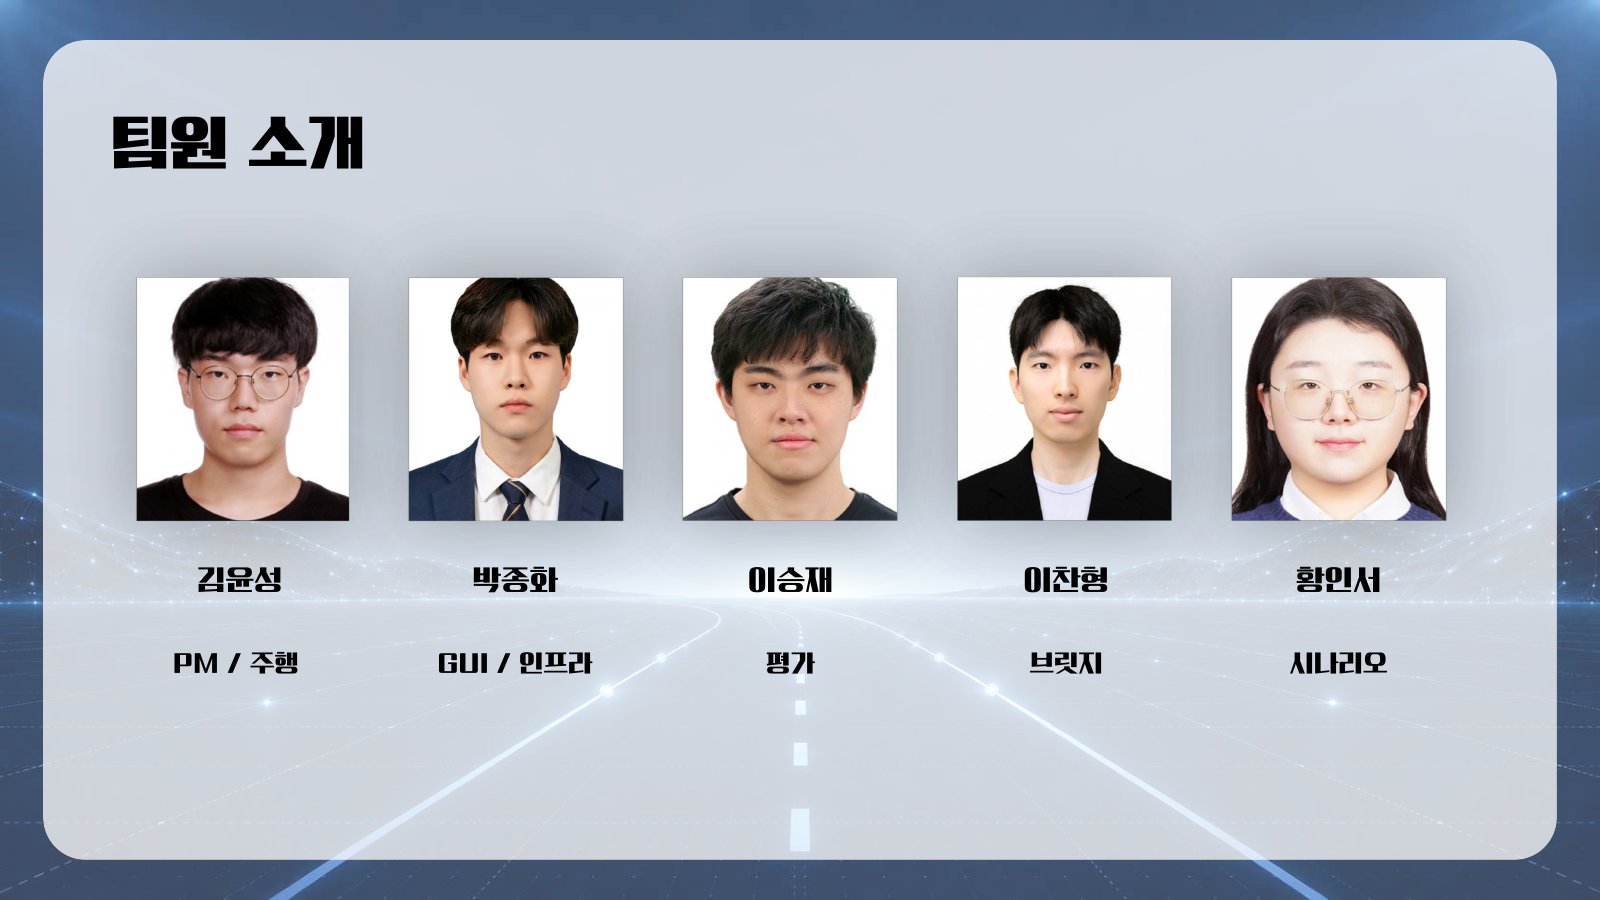 팀원 소개
김윤성
박종화
이승재
이찬형
황인서
PM / 주행
GUI / 인프라
평가
브릿지
시나리오